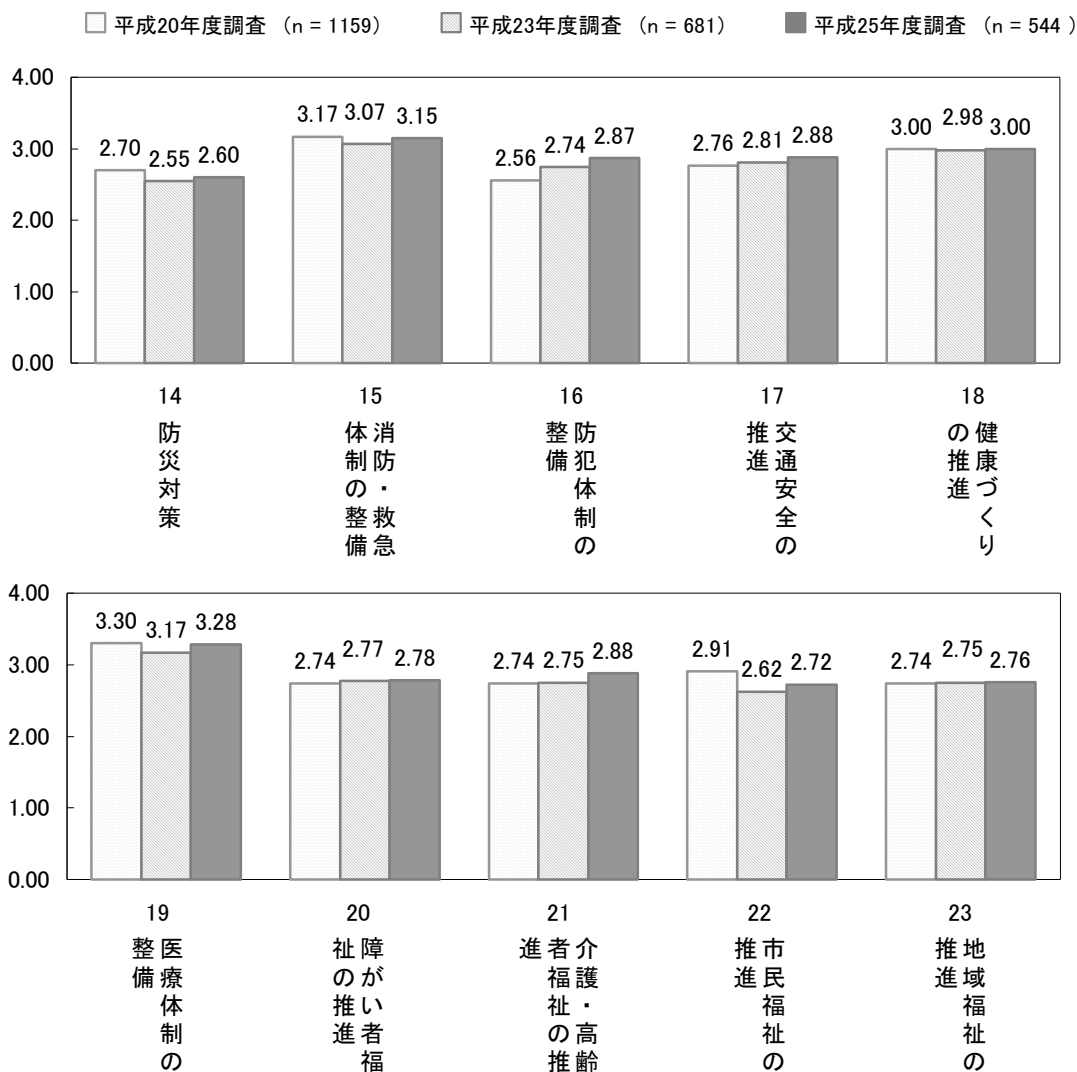 平成20年度調査 (n = 1159) 平成23年度調査 (n = 681) 平成25年度調査 (n = 544 )
4.00
3.00
2.00
1.00
0.00
2.70 2.55 2.60
3.17 3.07 3.15
2.56 2.74 2.87
2.76 2.81 2.88
3.00 2.98 3.00
14
防災対策
15
消防・救急
体制の整備
16
防犯体制の
整備
17
交通安全の
推進
18
健康づくり
の推進
4.00
3.00
2.00
1.00
0.00
3.30 3.17 3.28
2.74 2.77 2.78
2.74 2.75 2.88
2.91 2.62 2.72
2.74 2.75 2.76
19
医療体制の
整備
20
障がい者福
祉の推進
21
介護・高齢
者福祉の推
進
22
市民福祉の
推進
23
地域福祉の
推進